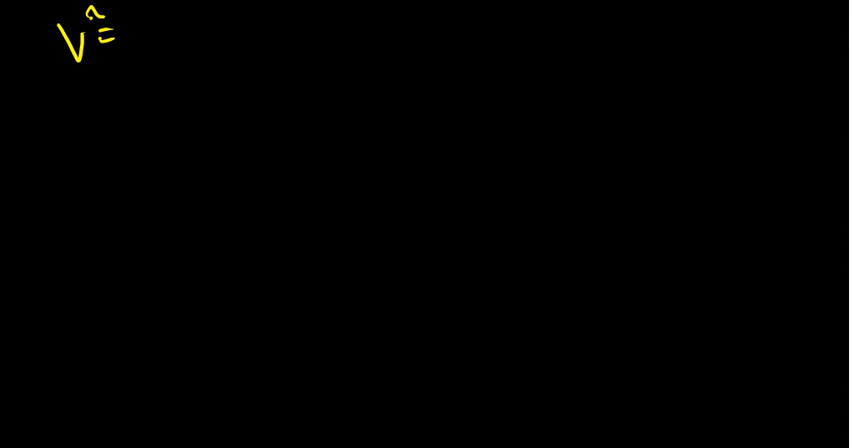 V² =